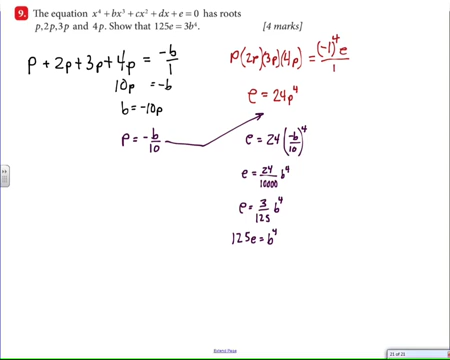 9. The equation x⁴ + bx³ + cx² + dx + e = 0 has roots
p, 2p, 3p and 4p. Show that 125e = 3b⁴. [4 marks]
p + 2p + 3p + 4p = -b/1
10p = -b
b = -10p
p = -b/10
p(2p)(3p)(4p) = (-1)⁴e/1
e = 24p⁴
e = 24(-b/10)⁴
e = 24/10000 b⁴
e = 3/125 b⁴
125e = b⁴
21 of 21